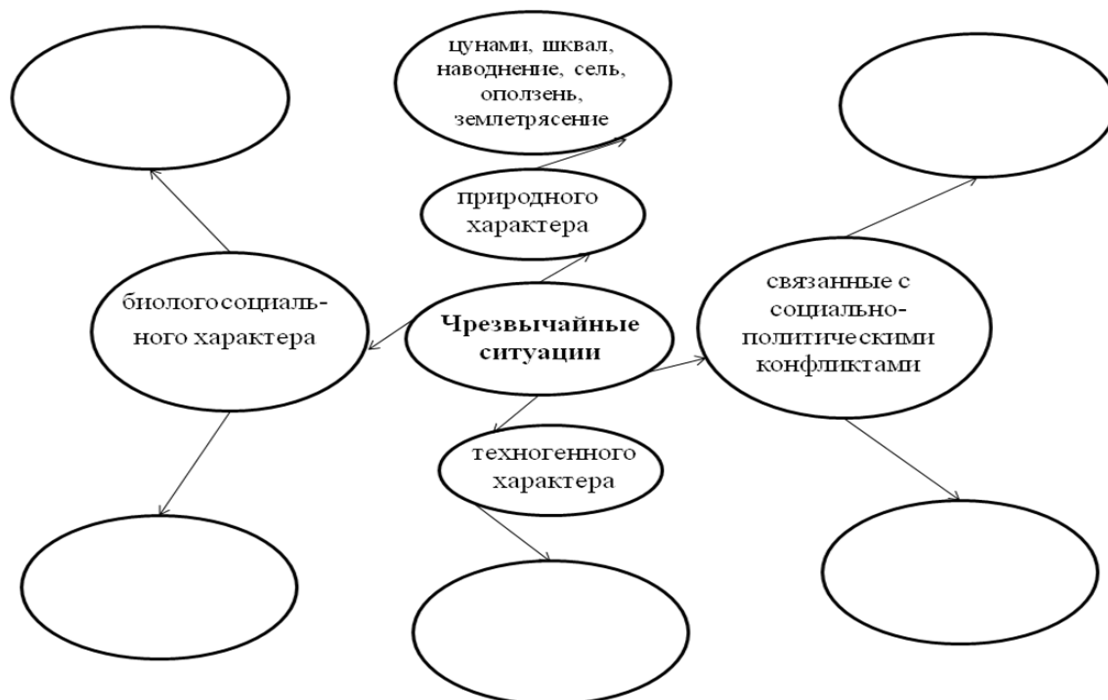 цунами, шквал,
наводнение, сель,
оползень,
землетрясение
природного
характера
биологосоциаль-
ного характера
Чрезвычайные
ситуации
связанные с
социально-
политическими
конфликтами
техногенного
характера